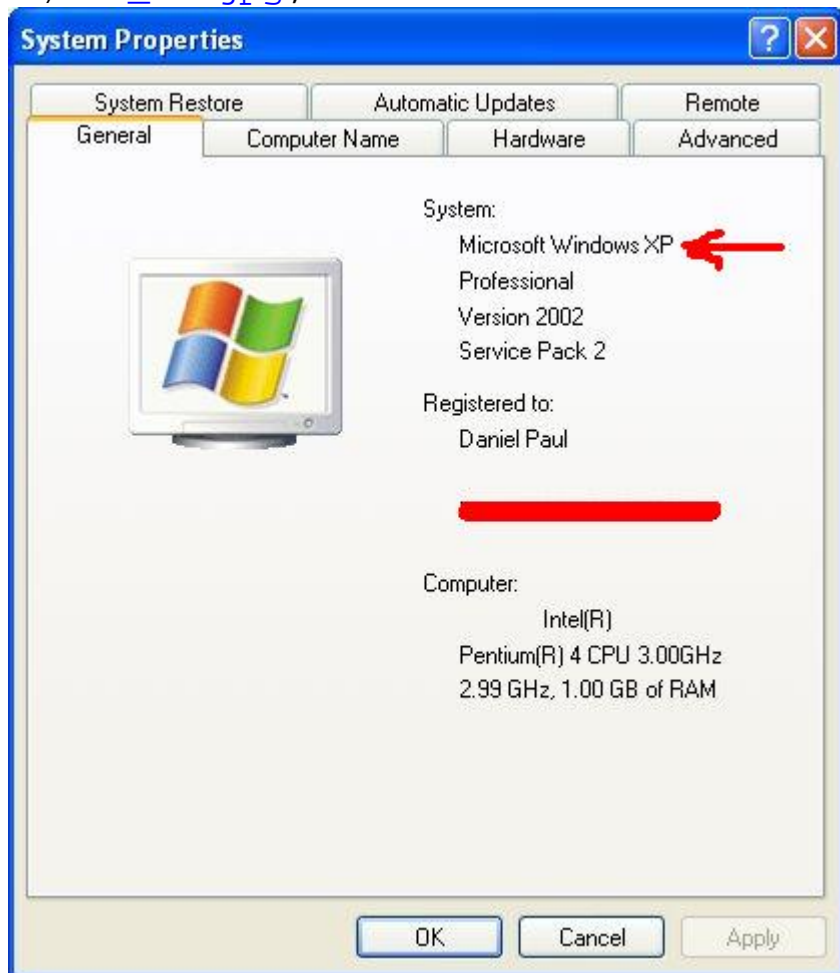 System Properties
System Restore
Automatic Updates
Remote
General
Computer Name
Hardware
Advanced
System:
Microsoft Windows XP
Professional
Version 2002
Service Pack 2
Registered to:
Daniel Paul
Computer:
Intel(R)
Pentium(R) 4 CPU 3.00GHz
2.99 GHz, 1.00 GB of RAM
OK
Cancel
Apply